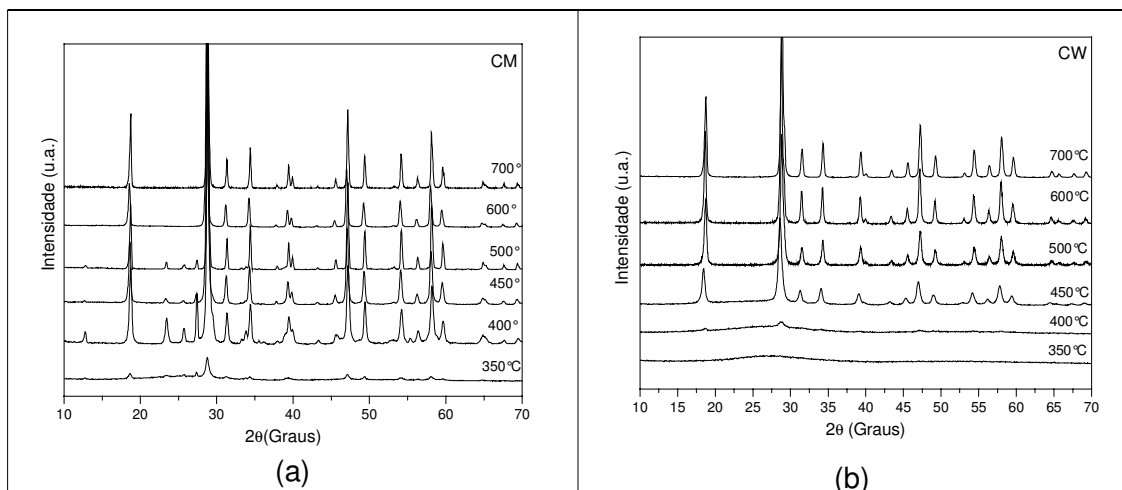 CM
Intensidade (u.a.)
700°
600°
500°
450°
400°
350°C
10 20 30 40 50 60 70
2θ(Graus)
(a)
CW
Intensidade (u.a.)
700°C
600°C
500°C
450°C
400°C
350°C
10 15 20 25 30 35 40 45 50 55 60 65 70
2θ (Graus)
(b)